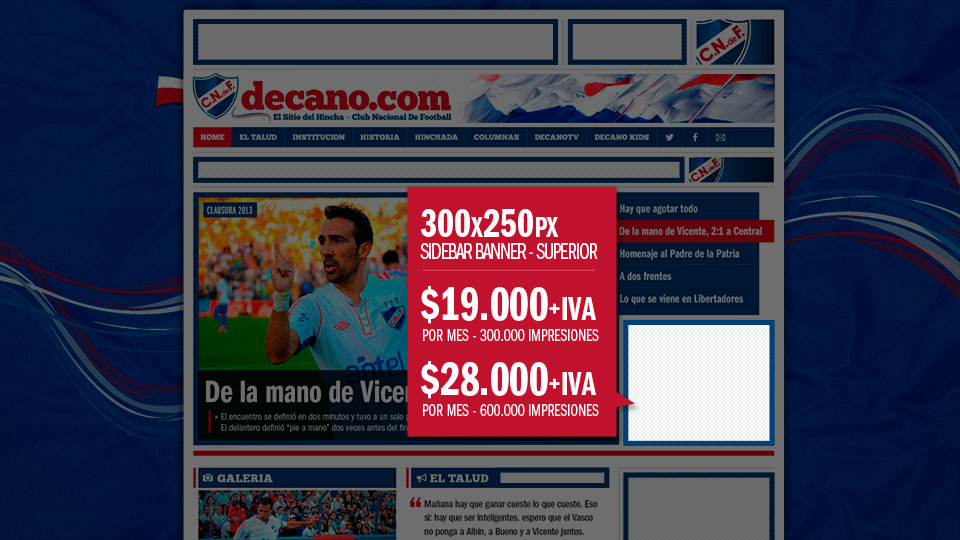 C.N.de F.
C.N.de F.
decano.com
El Sitio del Hincha - Club Nacional De Football
HOME EL TALUD INSTITUCION HISTORIA HINCHADA COLUMNAS DECANOTV DECANO KIDS
C.N.de F.
CLAUSURA 2013
300X250PX
SIDEBAR BANNER - SUPERIOR
$19.000+IVA
POR MES - 300.000 IMPRESIONES
$28.000+IVA
POR MES - 600.000 IMPRESIONES
Hay que agotar todo
De la mano de Vicente, 2:1 a Central
Homenaje al Padre de la Patria
A dos frentes
Lo que se viene en Libertadores
antel
De la mano de Vice
El encuentro se definió en dos minutos y tuvo a un solo
El delantero definió "pie a mano" dos veces antes del
GALERIA
EL TALUD
Mañana hay que ganar cueste lo que cueste. Eso
si: hay que ser inteligentes. espero que el Vasco
no ponga a Albin, a Bueno y a Vicente juntos.